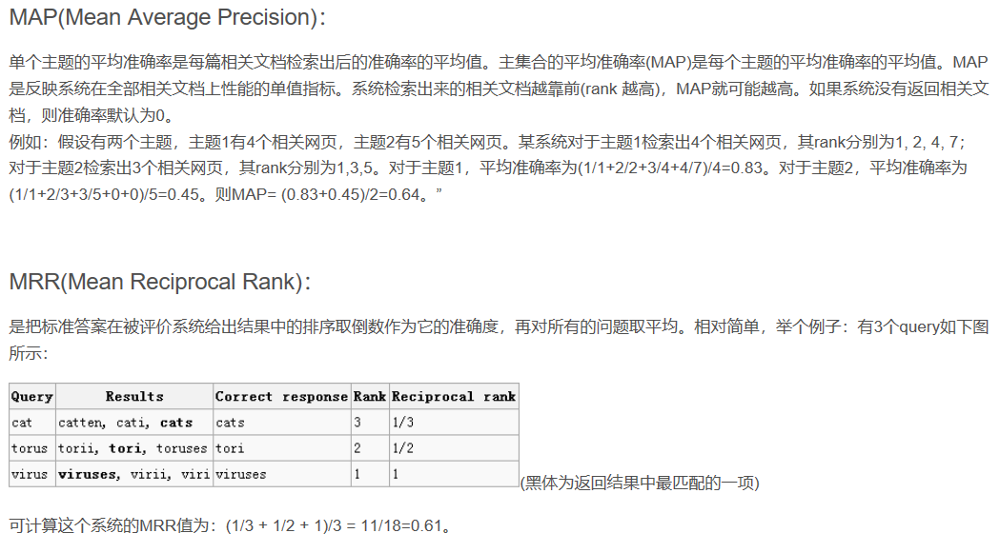 MAP(Mean Average Precision)：
单个主题的平均准确率是每篇相关文档检索出后的准确率的平均值。主集合的平均准确率(MAP)是每个主题的平均准确率的平均值。MAP
是反映系统在全部相关文档上性能的单值指标。系统检索出来的相关文档越靠前(rank 越高)，MAP就可能越高。如果系统没有返回相关文
档，则准确率默认为0。
例如：假设有两个主题，主题1有4个相关网页，主题2有5个相关网页。某系统对于主题1检索出4个相关网页，其rank分别为1, 2, 4, 7；
对于主题2检索出3个相关网页，其rank分别为1,3,5。对于主题1，平均准确率为(1/1+2/2+3/4+4/7)/4=0.83。对于主题2，平均准确率为
(1/1+2/3+3/5+0+0)/5=0.45。则MAP= (0.83+0.45)/2=0.64。”
MRR(Mean Reciprocal Rank)：
是把标准答案在被评价系统给出结果中的排序取倒数作为它的准确度，再对所有的问题取平均。相对简单，举个例子：有3个query如下图
所示：
Query Results Correct response Rank Reciprocal rank
cat catten, cati, cats cats 3 1/3
torus torii, tori, toruses tori 2 1/2
virus viruses, virii, viri viruses 1 1
(黑体为返回结果中最匹配的一项)
可计算这个系统的MRR值为：(1/3 + 1/2 + 1)/3 = 11/18=0.61。